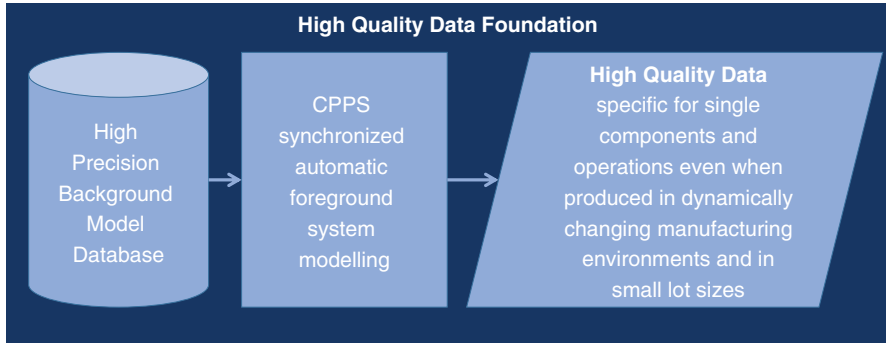 High Quality Data Foundation
High
Precision
Background
Model
Database
CPPS
synchronized
automatic
foreground
system
modelling
High Quality Data
specific for single
components and
operations even when
produced in dynamically
changing manufacturing
environments and in
small lot sizes